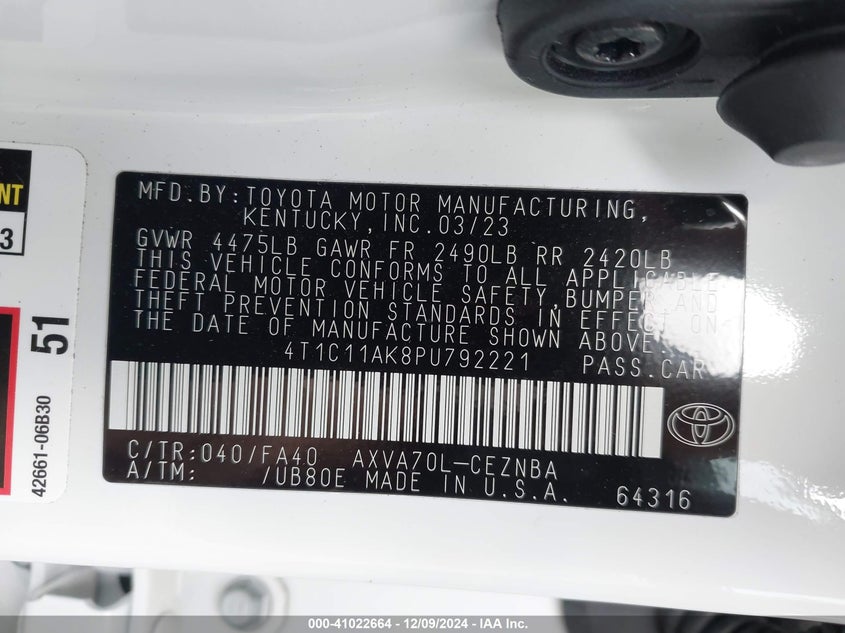 MFD.BY:TOYOTA MOTOR MANUFACTURING,
KENTUCKY,INC.03/23
GVWR 4475LB GAWR FR 2490LB RR 2420LB
THIS VEHICLE CONFORMS TO ALL APPLICABLE
FEDERAL MOTOR VEHICLE SAFETY,BUMPER,AND
THEFT PREVENTION STANDARDS IN EFFECT ON
THE DATE OF MANUFACTURE SHOWN ABOVE.
4T1C11AK8PU792221 PASS.CAR
C/TR:040/FA40 AXVA70L-CEZNBA
A/TM: /UB80E MADE IN U.S.A. 64316
NT
3
51
42661-06B30
000-41022664 - 12/09/2024 - IAA Inc.